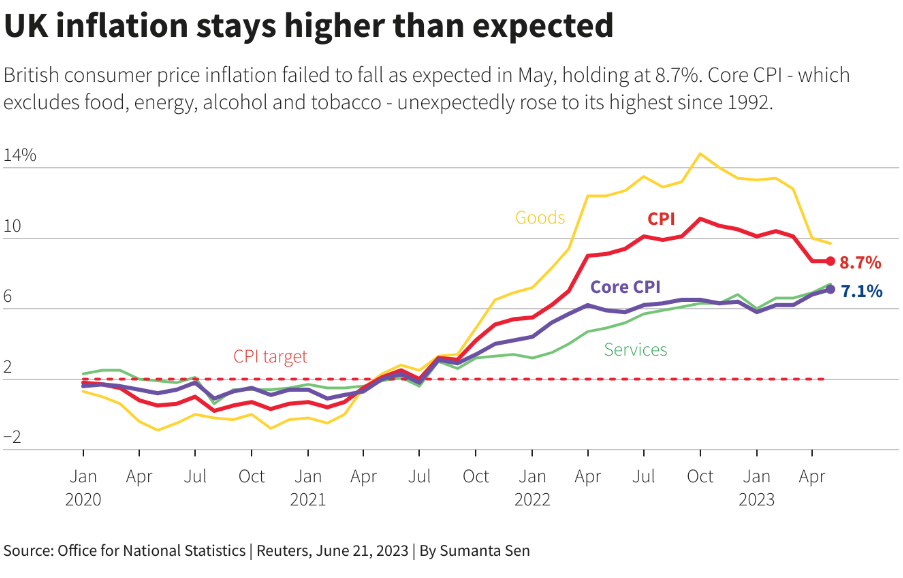 UK inflation stays higher than expected
British consumer price inflation failed to fall as expected in May, holding at 8.7%. Core CPI - which
excludes food, energy, alcohol and tobacco - unexpectedly rose to its highest since 1992.
14%
10
6
2
−2
Goods
CPI
8.7%
Core CPI
7.1%
Services
CPI target
Jan Apr Jul Oct Jan Apr Jul Oct Jan Apr Jul Oct Jan Apr
2020 2021 2022 2023
Source: Office for National Statistics | Reuters, June 21, 2023 | By Sumanta Sen